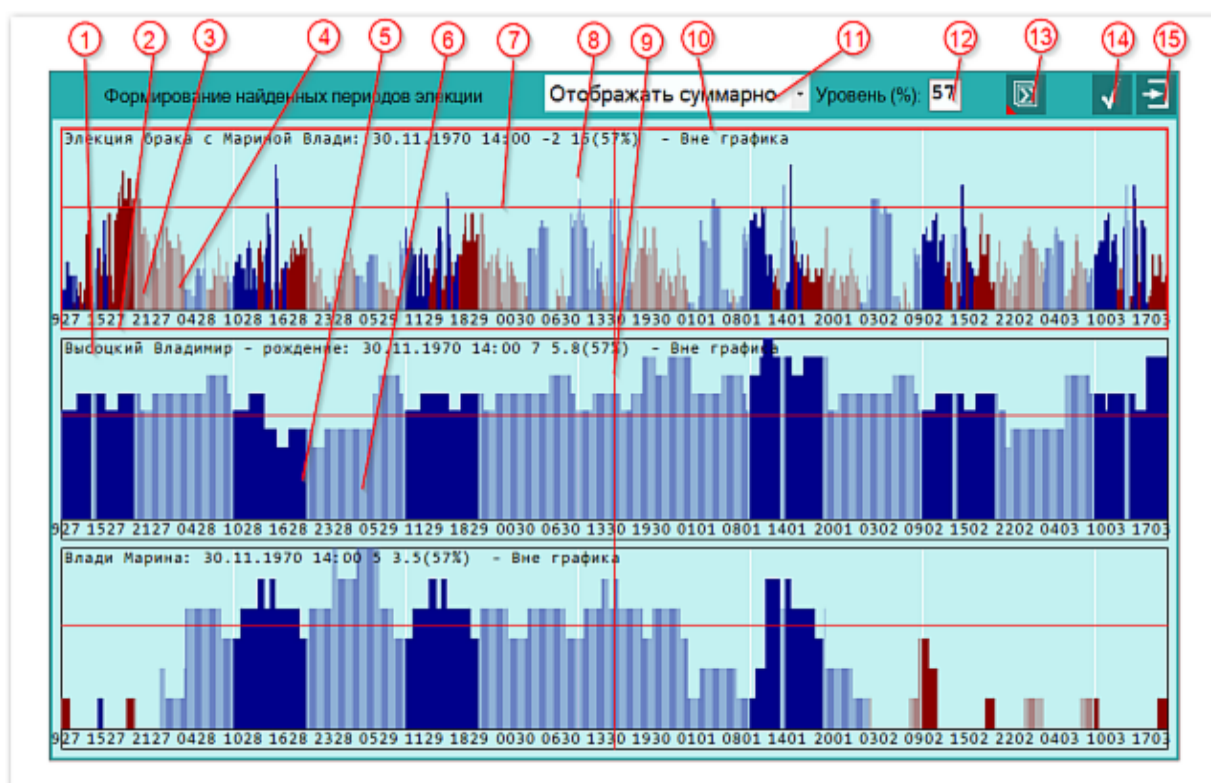 1 2 3 4 5 6 7 8 9 10 11 12 13 14 15
Формирование найденных периодов элекции Отображать суммарно Уровень (%): 57
Элекция брака с Мариной Влади: 30.11.1970 14:00 -2 15(57%) - Вне графика
927 1527 2127 0428 1028 1628 2328 0529 1129 1829 0030 0630 1330 1930 0101 0801 1401 2001 0302 0902 1502 2202 0403 1003 1703
Высоцкий Владимир - рождение: 30.11.1970 14:00 7 5.8(57%) - Вне графика
927 1527 2127 0428 1028 1628 2328 0529 1129 1829 0030 0630 1330 1930 0101 0801 1401 2001 0302 0902 1502 2202 0403 1003 1703
Влади Марина: 30.11.1970 14:00 5 3.5(57%) - Вне графика
927 1527 2127 0428 1028 1628 2328 0529 1129 1829 0030 0630 1330 1930 0101 0801 1401 2001 0302 0902 1502 2202 0403 1003 1703